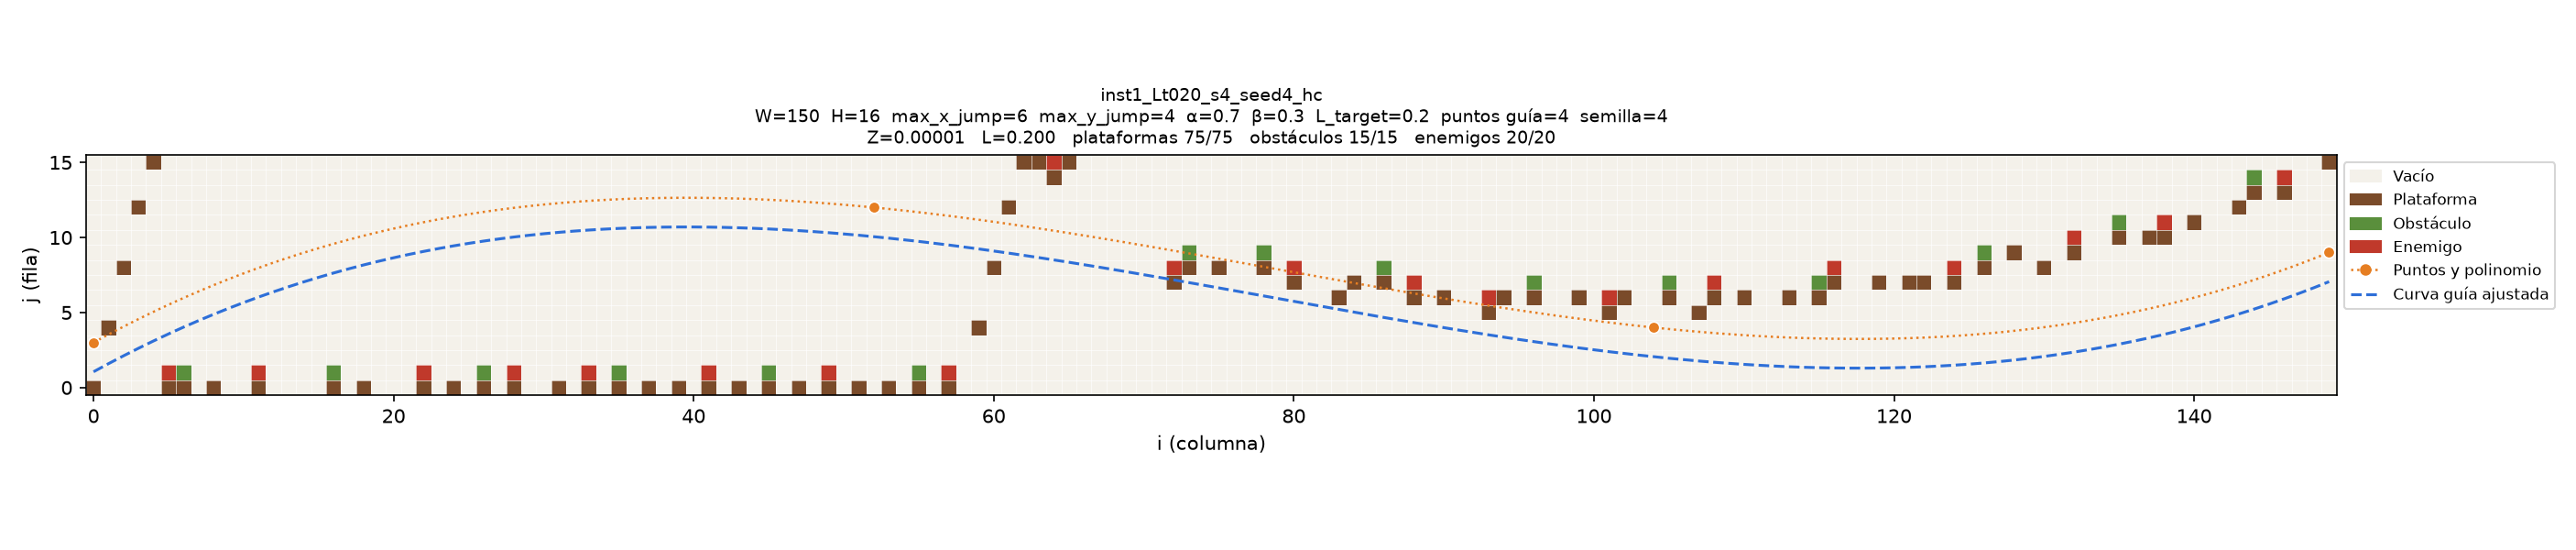 inst1_Lt020_s4_seed4_hc
W=150  H=16  max_x_jump=6  max_y_jump=4  α=0.7  β=0.3  L_target=0.2  puntos guía=4  semilla=4
Z=0.00001   L=0.200   plataformas 75/75   obstáculos 15/15   enemigos 20/20
15
10
5
0
j (fila)
0 20 40 60 80 100 120 140
i (columna)
Vacío
Plataforma
Obstáculo
Enemigo
Puntos y polinomio
Curva guía ajustada